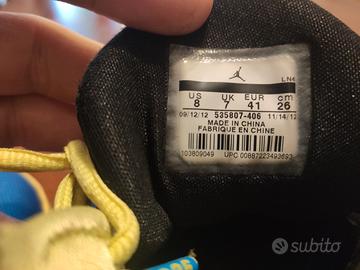 LN4
US UK EUR cm
8 7 41 26
09/12/12 535807-406 11/14/12
MADE IN CHINA
FABRIQUE EN CHINE
103809049 UPC 00887223493693
subito